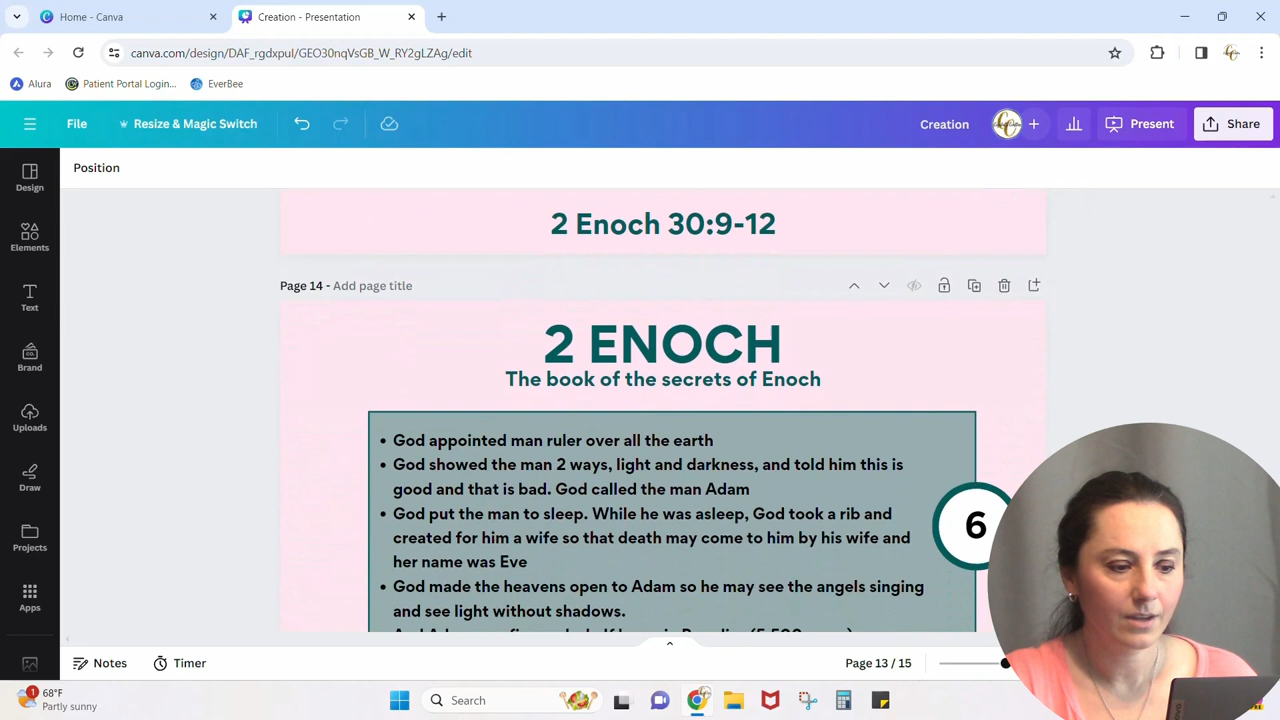 Home - Canva
Creation - Presentation
canva.com/design/DAF_rgdxpuI/GEO30nqVsGB_W_RY2gLZAg/edit
Alura
Patient Portal Login...
EverBee
File
Resize & Magic Switch
Creation
Present
Share
Design
Elements
Text
Brand
Uploads
Draw
Projects
Apps
Position
2 Enoch 30:9-12
Page 14 - Add page title
2 ENOCH
The book of the secrets of Enoch
• God appointed man ruler over all the earth
• God showed the man 2 ways, light and darkness, and told him this is
good and that is bad. God called the man Adam
• God put the man to sleep. While he was asleep, God took a rib and
created for him a wife so that death may come to him by his wife and
her name was Eve
• God made the heavens open to Adam so he may see the angels singing
and see light without shadows.
6
Notes
Timer
Page 13 / 15
1
68°F
Partly sunny
Search